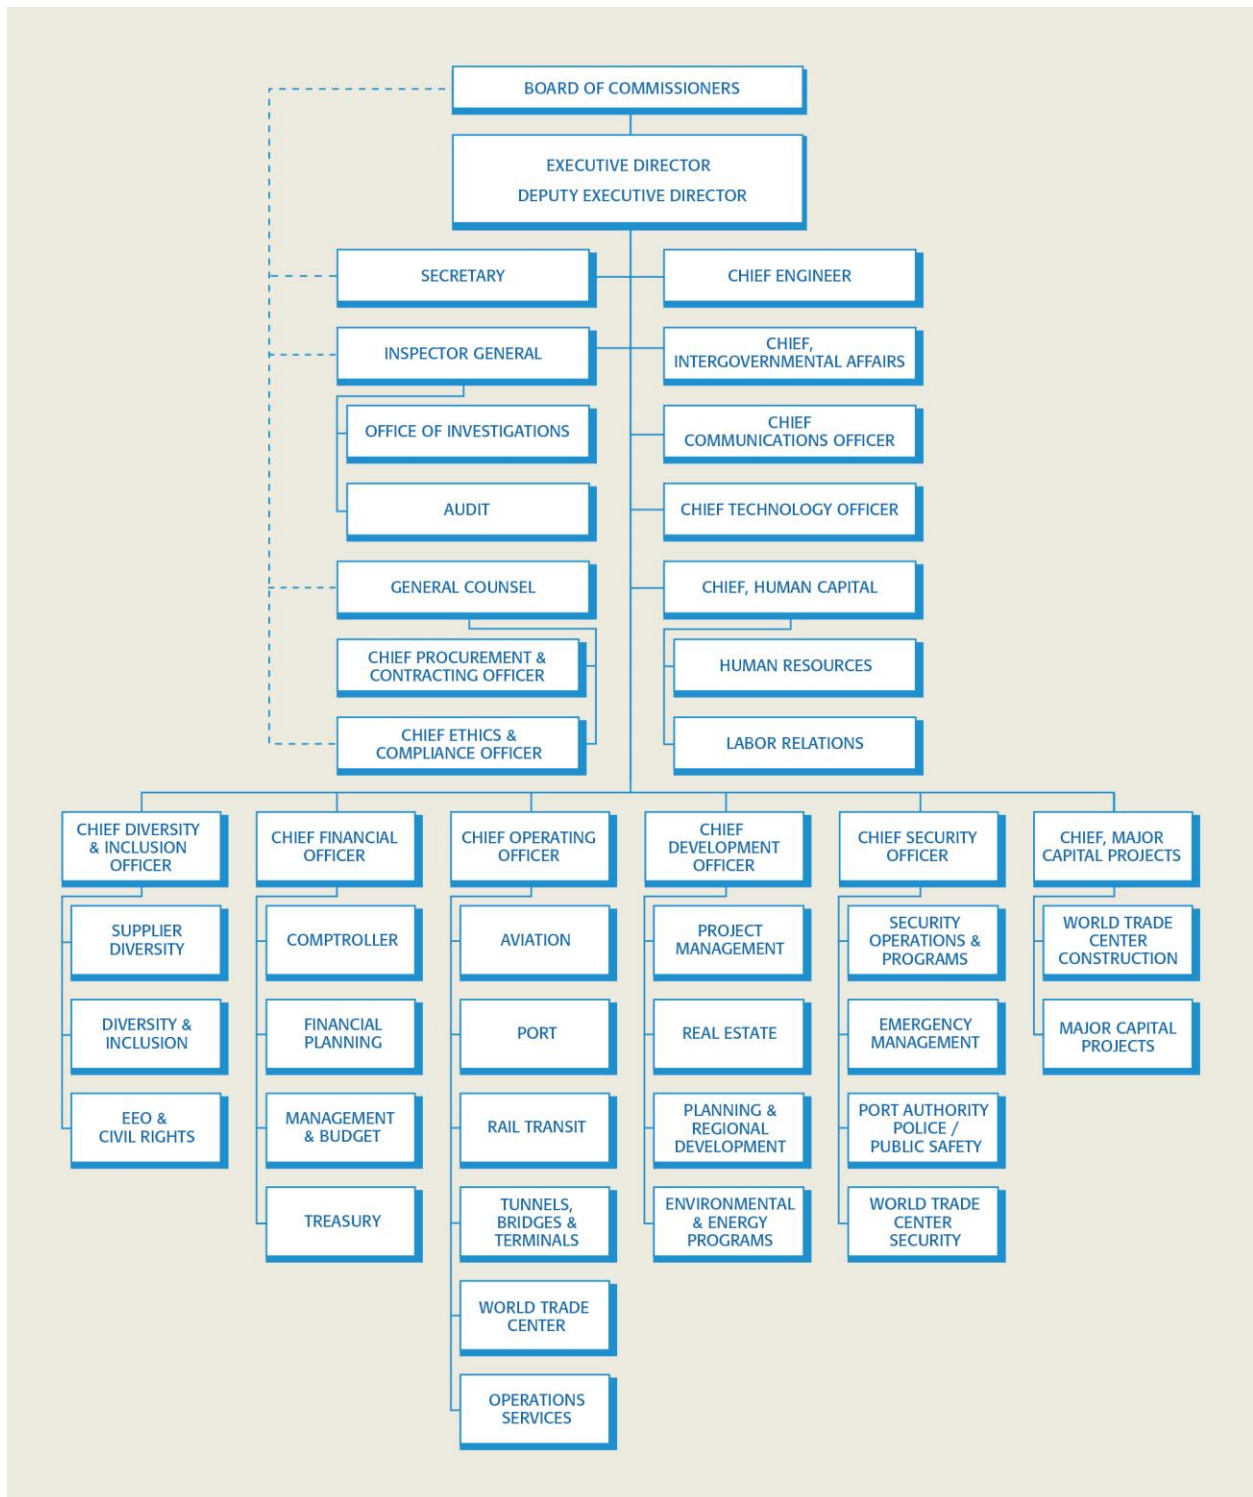 BOARD OF COMMISSIONERS
EXECUTIVE DIRECTOR
DEPUTY EXECUTIVE DIRECTOR
SECRETARY
CHIEF ENGINEER
INSPECTOR GENERAL
CHIEF,
INTERGOVERNMENTAL AFFAIRS
OFFICE OF INVESTIGATIONS
CHIEF
COMMUNICATIONS OFFICER
AUDIT
CHIEF TECHNOLOGY OFFICER
GENERAL COUNSEL
CHIEF, HUMAN CAPITAL
CHIEF PROCUREMENT &
CONTRACTING OFFICER
HUMAN RESOURCES
CHIEF ETHICS &
COMPLIANCE OFFICER
LABOR RELATIONS
CHIEF DIVERSITY
& INCLUSION
OFFICER
CHIEF FINANCIAL
OFFICER
CHIEF OPERATING
OFFICER
CHIEF
DEVELOPMENT
OFFICER
CHIEF SECURITY
OFFICER
CHIEF, MAJOR
CAPITAL PROJECTS
SUPPLIER
DIVERSITY
COMPTROLLER
AVIATION
PROJECT
MANAGEMENT
SECURITY
OPERATIONS &
PROGRAMS
WORLD TRADE
CENTER
CONSTRUCTION
DIVERSITY &
INCLUSION
FINANCIAL
PLANNING
PORT
REAL ESTATE
EMERGENCY
MANAGEMENT
MAJOR CAPITAL
PROJECTS
EEO &
CIVIL RIGHTS
MANAGEMENT
& BUDGET
RAIL TRANSIT
PLANNING &
REGIONAL
DEVELOPMENT
PORT AUTHORITY
POLICE /
PUBLIC SAFETY
TREASURY
TUNNELS,
BRIDGES &
TERMINALS
ENVIRONMENTAL
& ENERGY
PROGRAMS
WORLD TRADE
CENTER
SECURITY
WORLD TRADE
CENTER
OPERATIONS
SERVICES